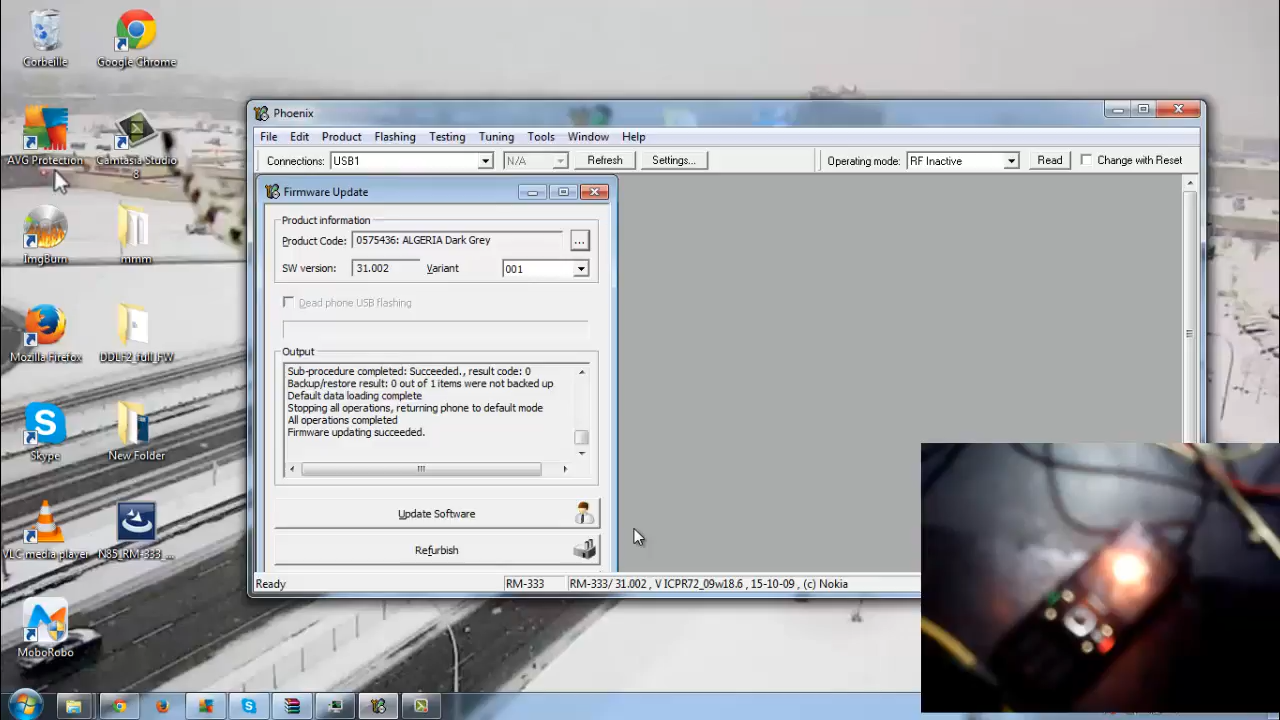 Corbeille
Google Chrome
AVG Protection
Camtasia Studio
8
ImgBurn
mmm
Mozilla Firefox
DDLF2_full_FW
Skype
New Folder
VLC media player
N85_RM-333_...
MoboRobo
Phoenix
File Edit Product Flashing Testing Tuning Tools Window Help
Connections: USB1 N/A Refresh Settings... Operating mode: RF Inactive Read Change with Reset
Firmware Update
Product information
Product Code: 0575436: ALGERIA Dark Grey ...
SW version: 31.002 Variant 001
Dead phone USB flashing
Output
Sub-procedure completed: Succeeded., result code: 0
Backup/restore result: 0 out of 1 items were not backed up
Default data loading complete
Stopping all operations, returning phone to default mode
All operations completed
Firmware updating succeeded.
Update Software
Refurbish
Ready RM-333 RM-333/ 31.002 , V ICPR72_09w18.6 , 15-10-09 , (c) Nokia